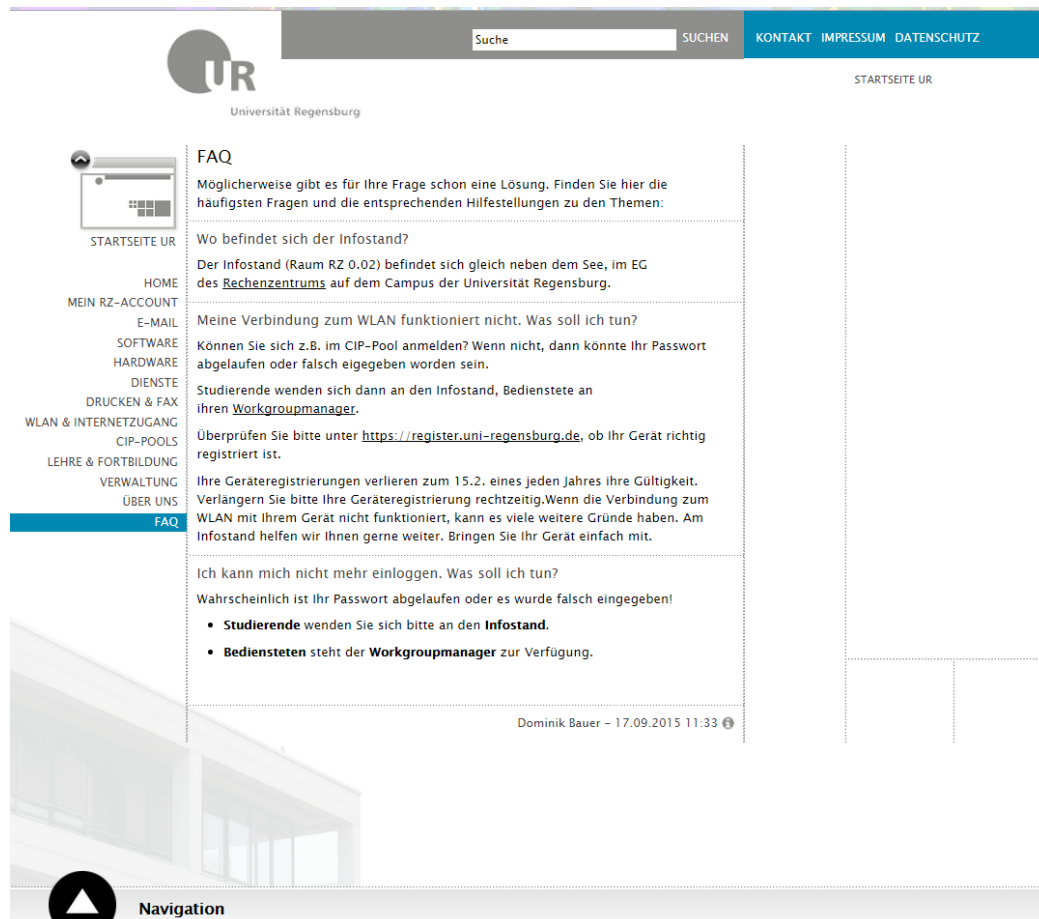 Suche
SUCHEN
KONTAKT IMPRESSUM DATENSCHUTZ
UR
Universität Regensburg
STARTSEITE UR
STARTSEITE UR
HOME
MEIN RZ-ACCOUNT
E-MAIL
SOFTWARE
HARDWARE
DIENSTE
DRUCKEN & FAX
WLAN & INTERNETZUGANG
CIP-POOLS
LEHRE & FORTBILDUNG
VERWALTUNG
ÜBER UNS
FAQ
FAQ
Möglicherweise gibt es für Ihre Frage schon eine Lösung. Finden Sie hier die
häufigsten Fragen und die entsprechenden Hilfestellungen zu den Themen:
Wo befindet sich der Infostand?
Der Infostand (Raum RZ 0.02) befindet sich gleich neben dem See, im EG
des Rechenzentrums auf dem Campus der Universität Regensburg.
Meine Verbindung zum WLAN funktioniert nicht. Was soll ich tun?
Können Sie sich z.B. im CIP-Pool anmelden? Wenn nicht, dann könnte Ihr Passwort
abgelaufen oder falsch eigegeben worden sein.
Studierende wenden sich dann an den Infostand, Bedienstete an
ihren Workgroupmanager.
Überprüfen Sie bitte unter https://register.uni-regensburg.de, ob Ihr Gerät richtig
registriert ist.
Ihre Geräteregistrierungen verlieren zum 15.2. eines jeden Jahres ihre Gültigkeit.
Verlängern Sie bitte Ihre Geräteregistrierung rechtzeitig.Wenn die Verbindung zum
WLAN mit Ihrem Gerät nicht funktioniert, kann es viele weitere Gründe haben. Am
Infostand helfen wir Ihnen gerne weiter. Bringen Sie Ihr Gerät einfach mit.
Ich kann mich nicht mehr einloggen. Was soll ich tun?
Wahrscheinlich ist Ihr Passwort abgelaufen oder es wurde falsch eingegeben!
• Studierende wenden Sie sich bitte an den Infostand.
• Bediensteten steht der Workgroupmanager zur Verfügung.
Dominik Bauer – 17.09.2015 11:33
Navigation